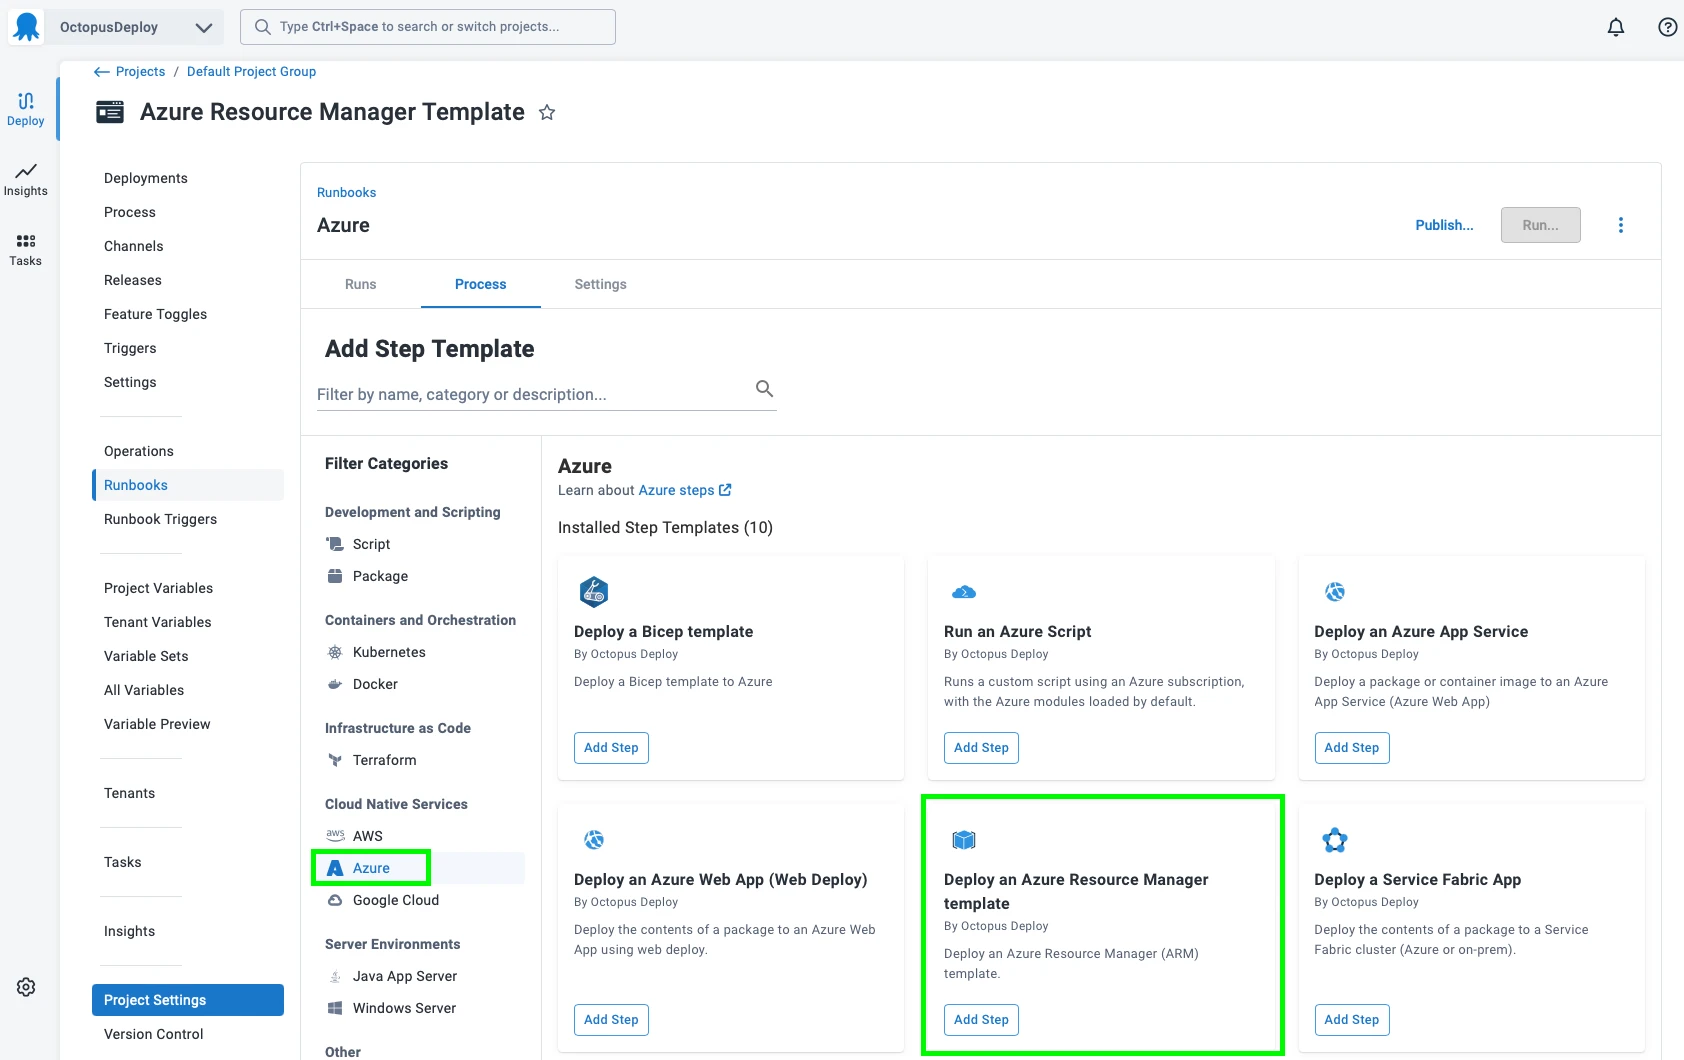 OctopusDeploy
Type Ctrl+Space to search or switch projects...
Projects / Default Project Group
Azure Resource Manager Template
Deploy
Insights
Tasks
Deployments
Process
Channels
Releases
Feature Toggles
Triggers
Settings
Operations
Runbooks
Runbook Triggers
Project Variables
Tenant Variables
Variable Sets
All Variables
Variable Preview
Tenants
Tasks
Insights
Project Settings
Version Control
Runbooks
Azure
Publish...
Run...
Runs
Process
Settings
Add Step Template
Filter by name, category or description...
Filter Categories
Development and Scripting
Script
Package
Containers and Orchestration
Kubernetes
Docker
Infrastructure as Code
Terraform
Cloud Native Services
aws AWS
Azure
Google Cloud
Server Environments
Java App Server
Windows Server
Other
Azure
Learn about Azure steps
Installed Step Templates (10)
Deploy a Bicep template
By Octopus Deploy
Deploy a Bicep template to Azure
Add Step
Run an Azure Script
By Octopus Deploy
Runs a custom script using an Azure subscription,
with the Azure modules loaded by default.
Add Step
Deploy an Azure App Service
By Octopus Deploy
Deploy a package or container image to an Azure
App Service (Azure Web App)
Add Step
Deploy an Azure Web App (Web Deploy)
By Octopus Deploy
Deploy the contents of a package to an Azure Web
App using web deploy.
Add Step
Deploy an Azure Resource Manager
template
By Octopus Deploy
Deploy an Azure Resource Manager (ARM)
template.
Add Step
Deploy a Service Fabric App
By Octopus Deploy
Deploy the contents of a package to a Service
Fabric cluster (Azure or on-prem).
Add Step